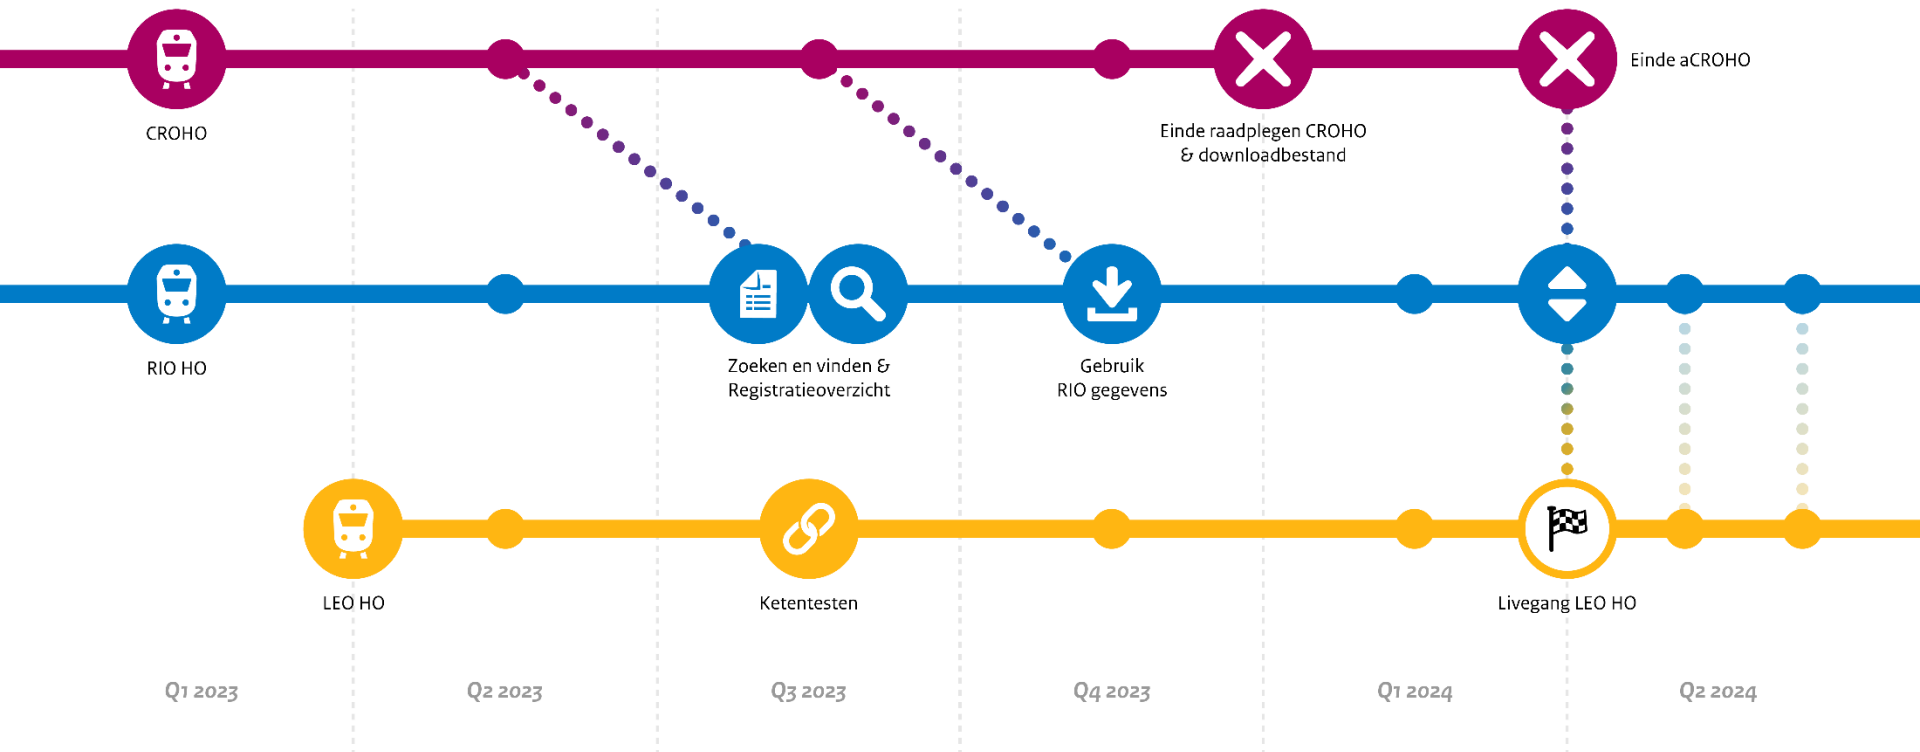 Einde aCROHO
CROHO
Einde raadplegen CROHO
& downloadbestand
RIO HO
Zoeken en vinden &
Registratieoverzicht
Gebruik
RIO gegevens
LEO HO
Ketentesten
Livegang LEO HO
Q1 2023
Q2 2023
Q3 2023
Q4 2023
Q1 2024
Q2 2024